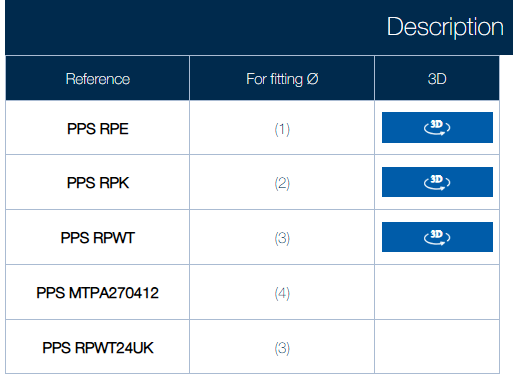 Description
Reference For fitting Ø 3D
PPS RPE (1) 3D
PPS RPK (2) 3D
PPS RPWT (3) 3D
PPS MTPA270412 (4)
PPS RPWT24UK (3)